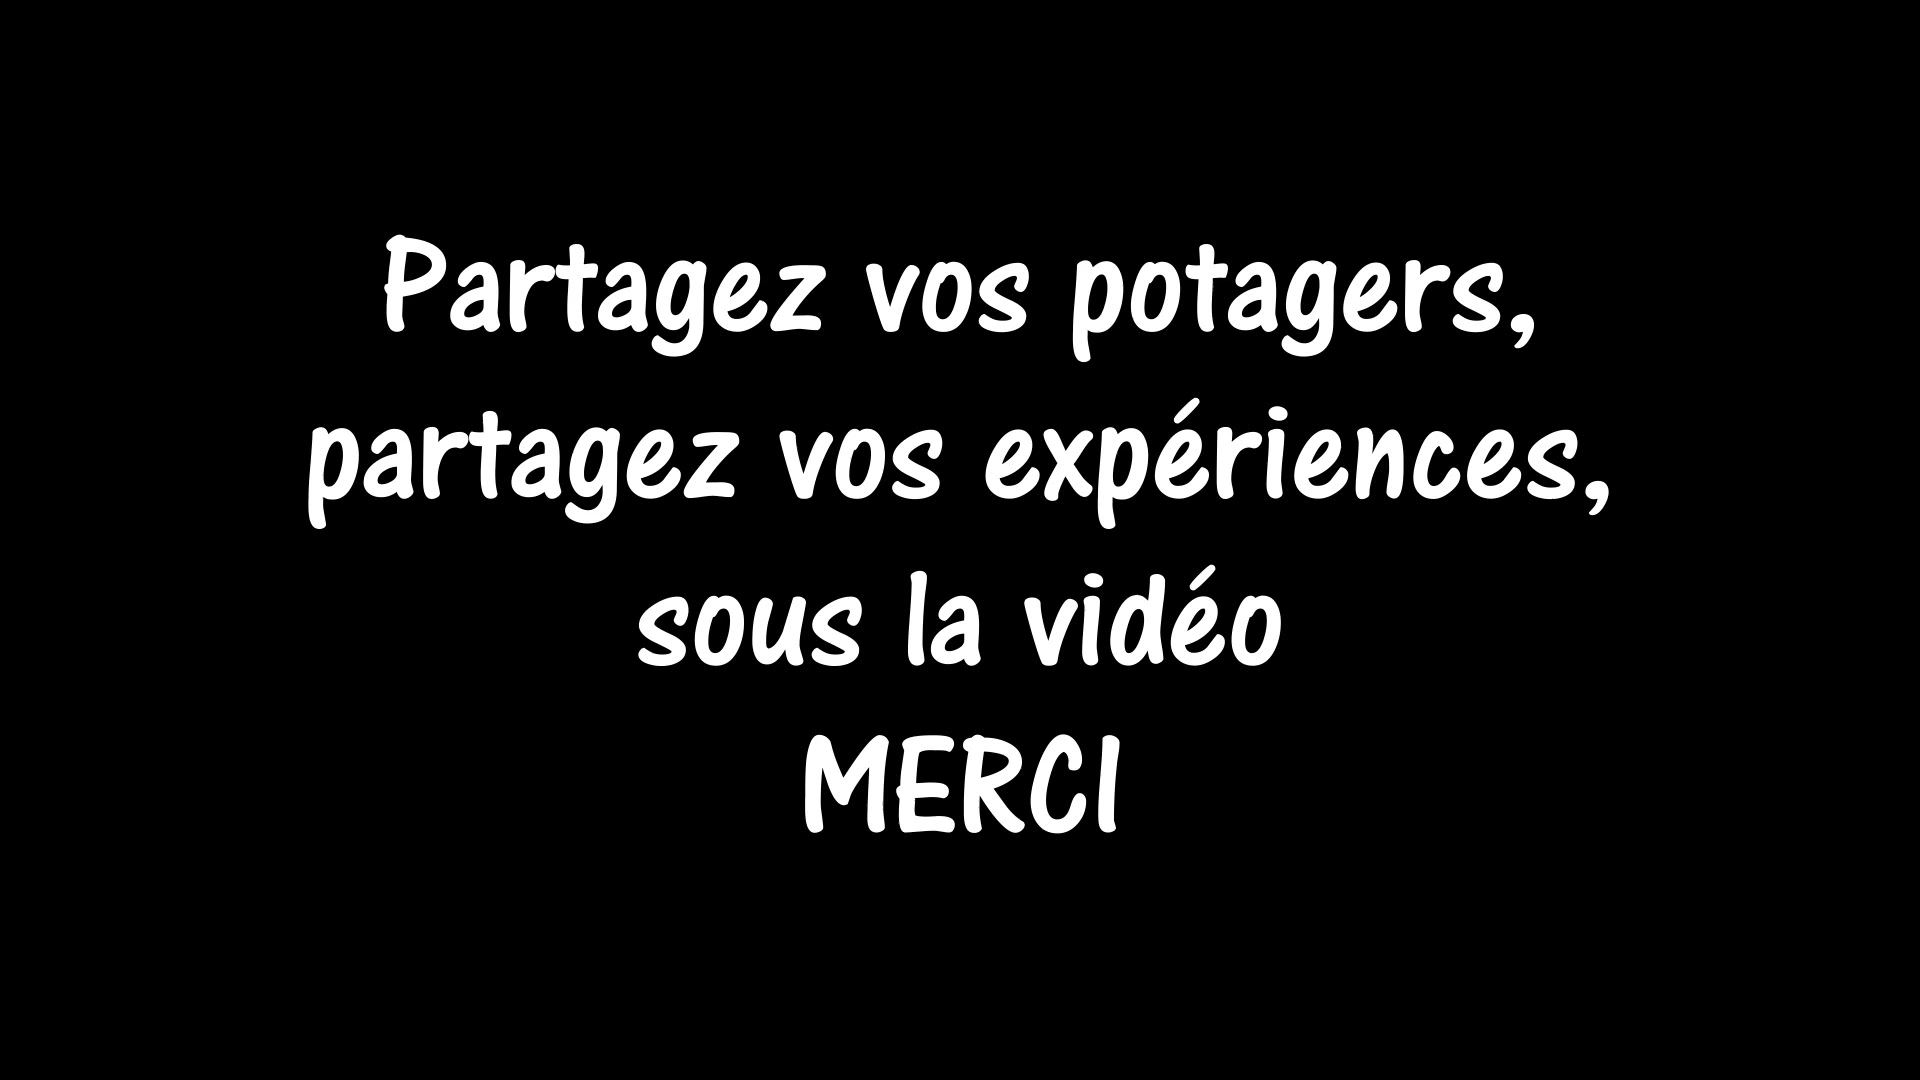 Partagez vos potagers,
partagez vos expériences,
sous la vidéo
MERCI